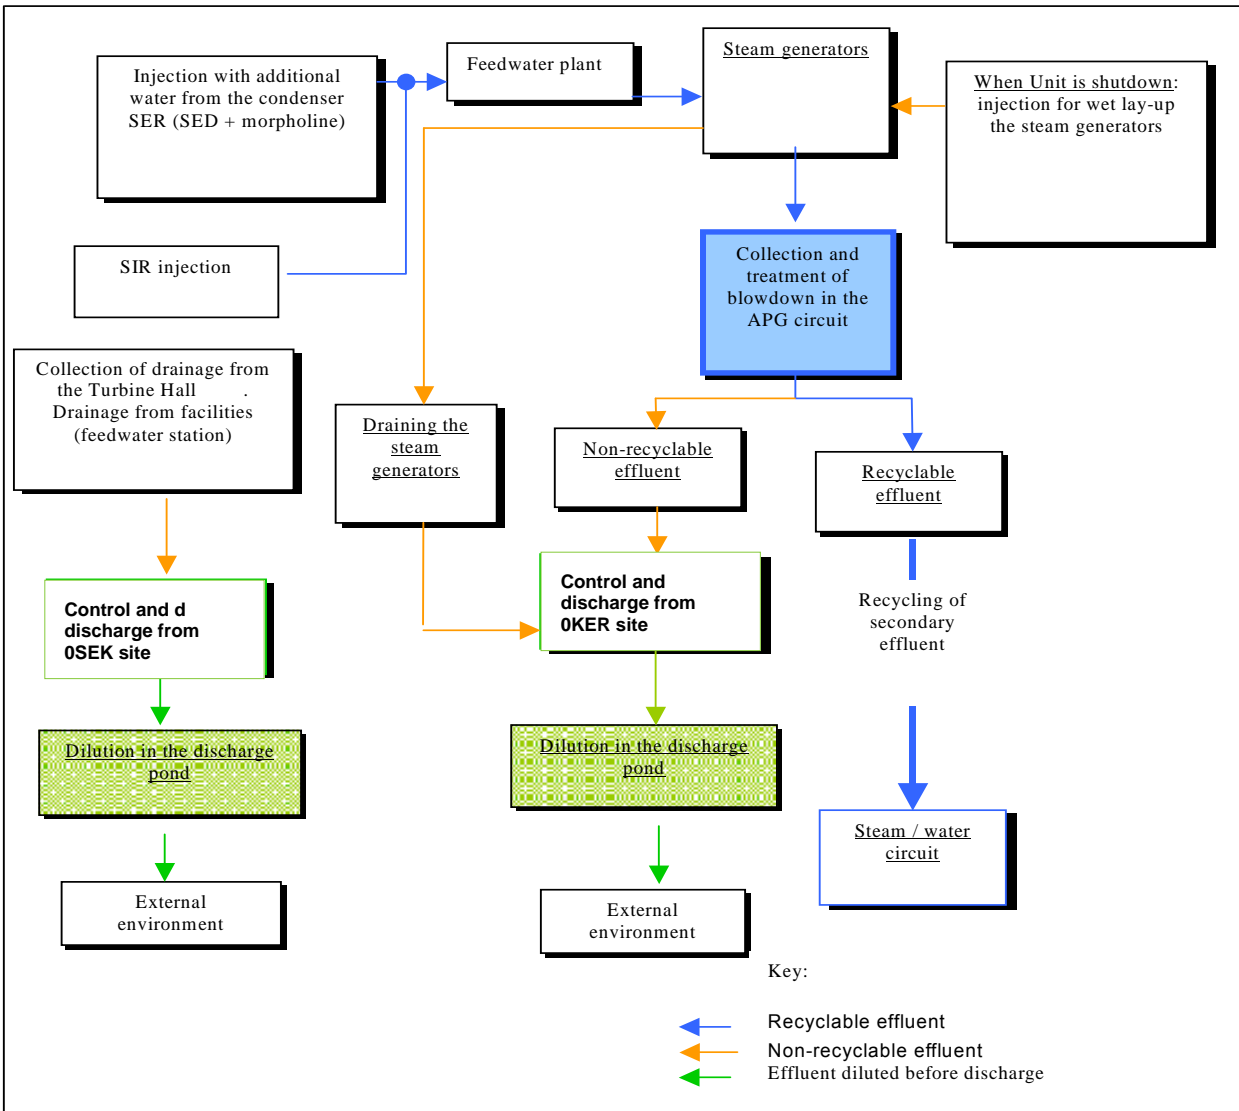 Injection with additional
water from the condenser
SER (SED + morpholine)
Feedwater plant
Steam generators
When Unit is shutdown:
injection for wet lay-up
the steam generators
SIR injection
Collection and
treatment of
blowdown in the
APG circuit
Collection of drainage from
the Turbine Hall .
Drainage from facilities
(feedwater station)
Draining the
steam
generators
Non-recyclable
effluent
Recyclable
effluent
Control and d
discharge from
0SEK site
Control and
discharge from
0KER site
Recycling of
secondary
effluent
Dilution in the discharge
pond
Dilution in the discharge
pond
Steam / water
circuit
External
environment
External
environment
Key:
Recyclable effluent
Non-recyclable effluent
Effluent diluted before discharge